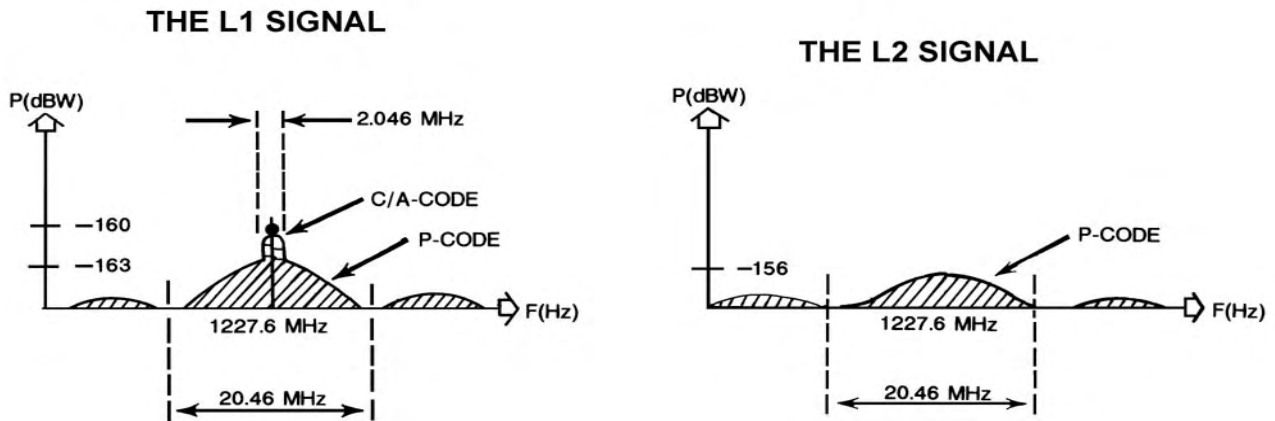 THE L1 SIGNAL
P(dBW)
2.046 MHz
C/A-CODE
–160
P-CODE
–163
F(Hz)
1227.6 MHz
20.46 MHz
THE L2 SIGNAL
P(dBW)
P-CODE
–156
F(Hz)
1227.6 MHz
20.46 MHz